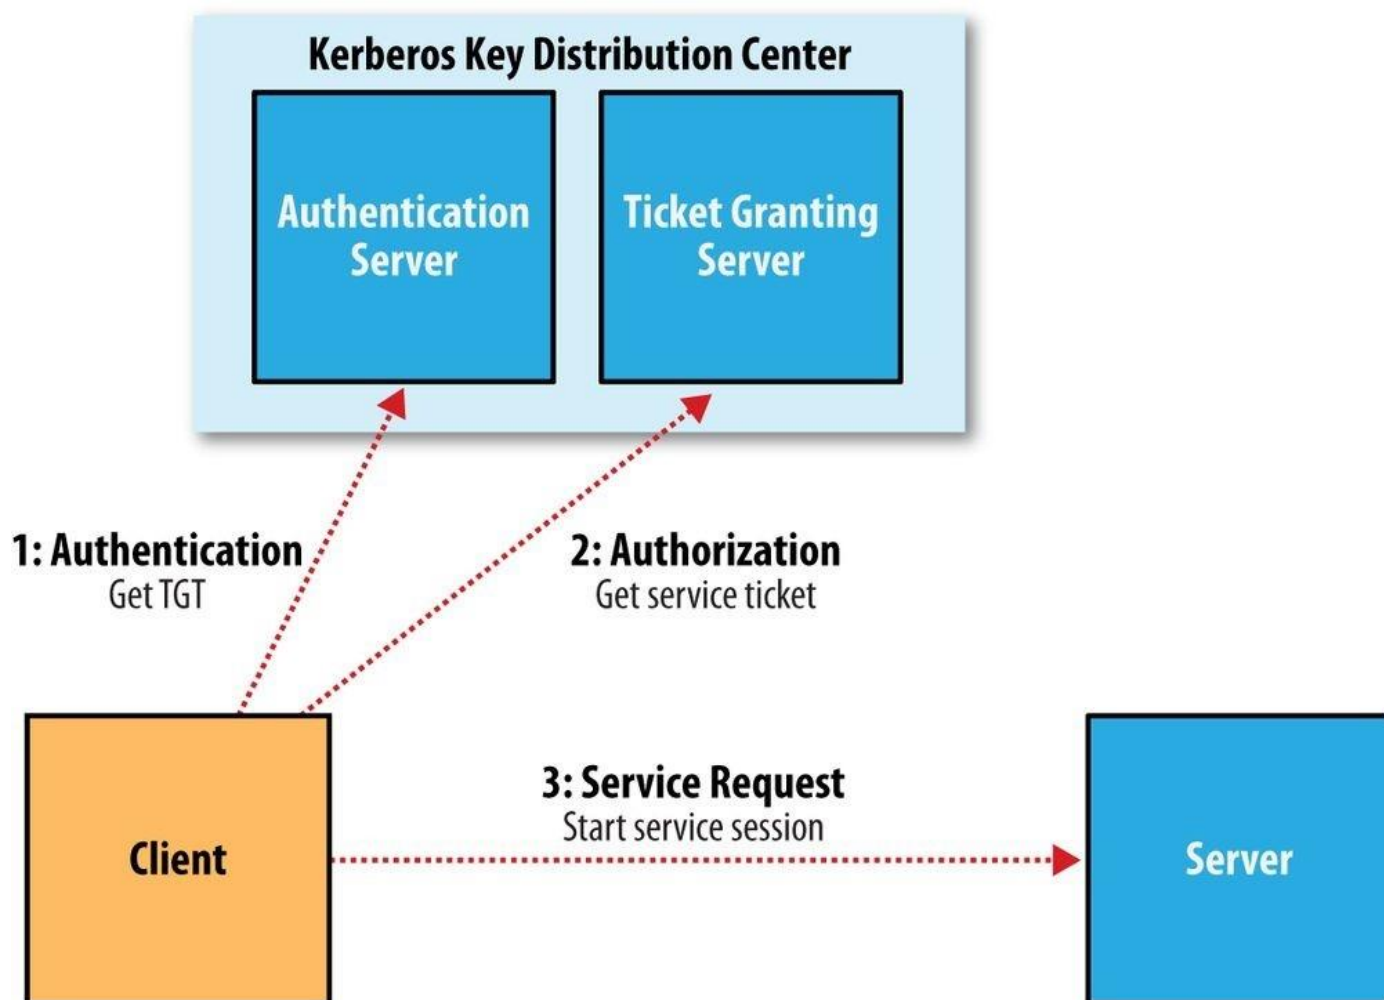 Kerberos Key Distribution Center
Authentication
Server
Ticket Granting
Server
1: Authentication
Get TGT
2: Authorization
Get service ticket
3: Service Request
Start service session
Client
Server